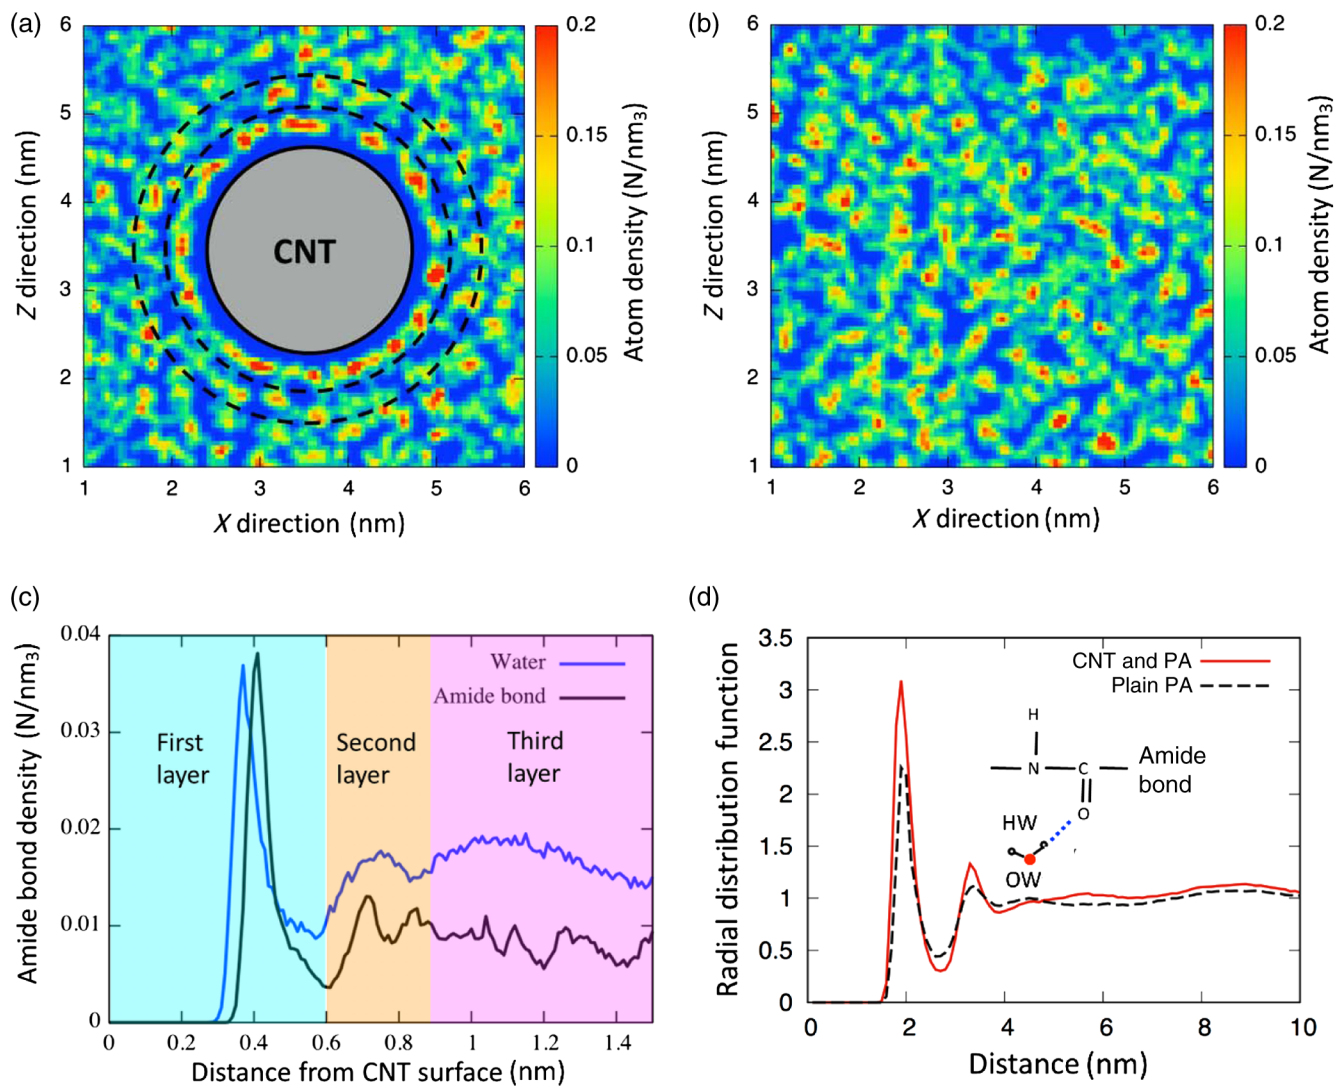 (a)
6
5
4
3
2
1
Z direction (nm)
CNT
1 2 3 4 5 6
X direction (nm)
0.2
0.15
0.1
0.05
0
Atom density (N/nm3)
(b)
6
5
4
3
2
1
Z direction (nm)
1 2 3 4 5 6
X direction (nm)
0.2
0.15
0.1
0.05
0
Atom density (N/nm3)
(c)
0.04
0.03
0.02
0.01
0
Amide bond density (N/nm3)
Water
Amide bond
First
layer
Second
layer
Third
layer
0 0.2 0.4 0.6 0.8 1 1.2 1.4
Distance from CNT surface (nm)
(d)
3.5
3
2.5
2
1.5
1
0.5
0
Radial distribution function
CNT and PA
Plain PA
H
N C
O
Amide
bond
HW
OW
0 2 4 6 8 10
Distance (nm)